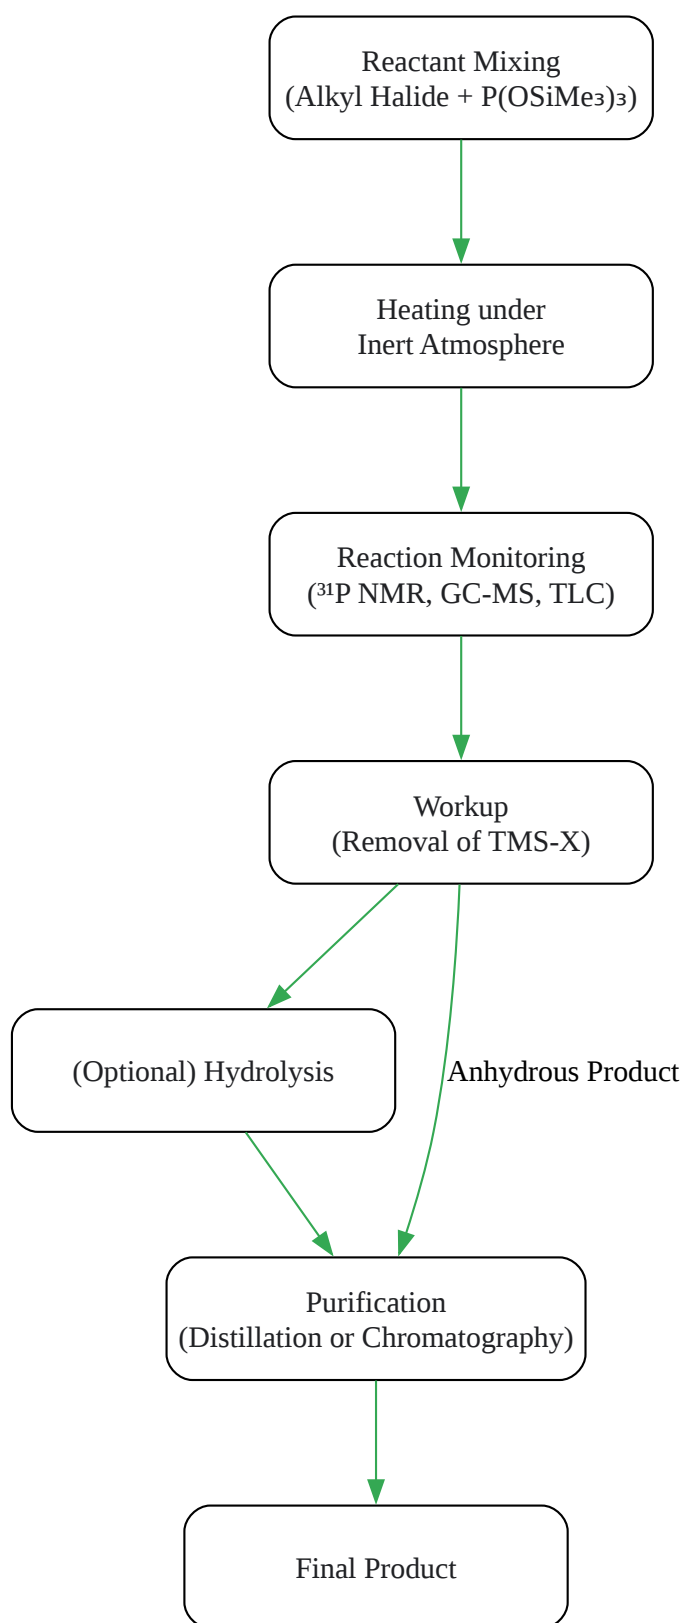 Reactant Mixing
(Alkyl Halide + P(OSiMe₃)₃)
Heating under
Inert Atmosphere
Reaction Monitoring
(³¹P NMR, GC-MS, TLC)
Workup
(Removal of TMS-X)
(Optional) Hydrolysis
Anhydrous Product
Purification
(Distillation or Chromatography)
Final Product